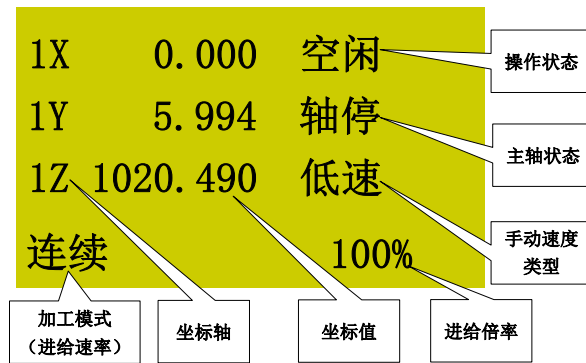 1X 0.000 空闲
1Y 5.994 轴停
1Z 1020.490 低速
连续 100%
操作状态
主轴状态
手动速度
类型
加工模式
（进给速率）
坐标轴
坐标值
进给倍率